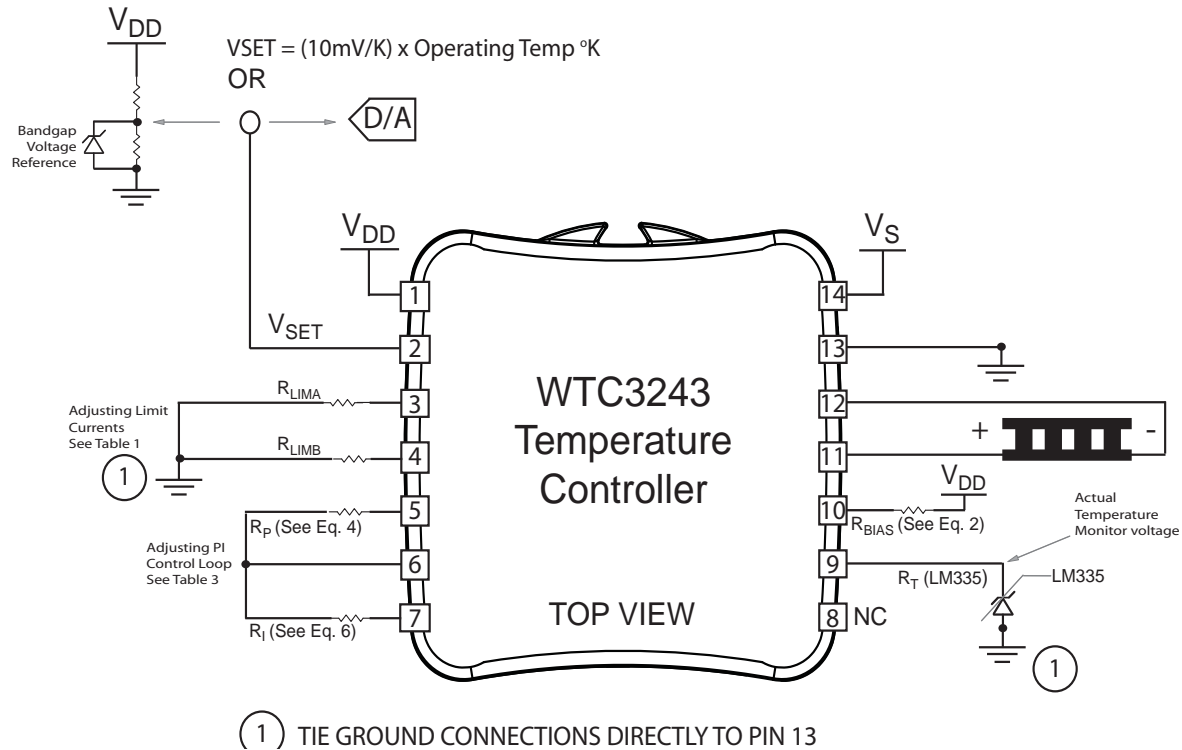 VDD
VSET = (10mV/K) x Operating Temp °K
OR
D/A
Bandgap
Voltage
Reference
VDD
VS
1
14
VSET
2
13
RLIMA
3
12
WTC3243
Temperature
Controller
Adjusting Limit
Currents
See Table 1
1
RLIMB
4
11
+
-
VDD
RP (See Eq. 4)
5
10
RBIAS (See Eq. 2)
Actual
Temperature
Monitor voltage
Adjusting PI
Control Loop
See Table 3
6
9
RT (LM335)
LM335
RI (See Eq. 6)
7
TOP VIEW
8
NC
1
1
TIE GROUND CONNECTIONS DIRECTLY TO PIN 13